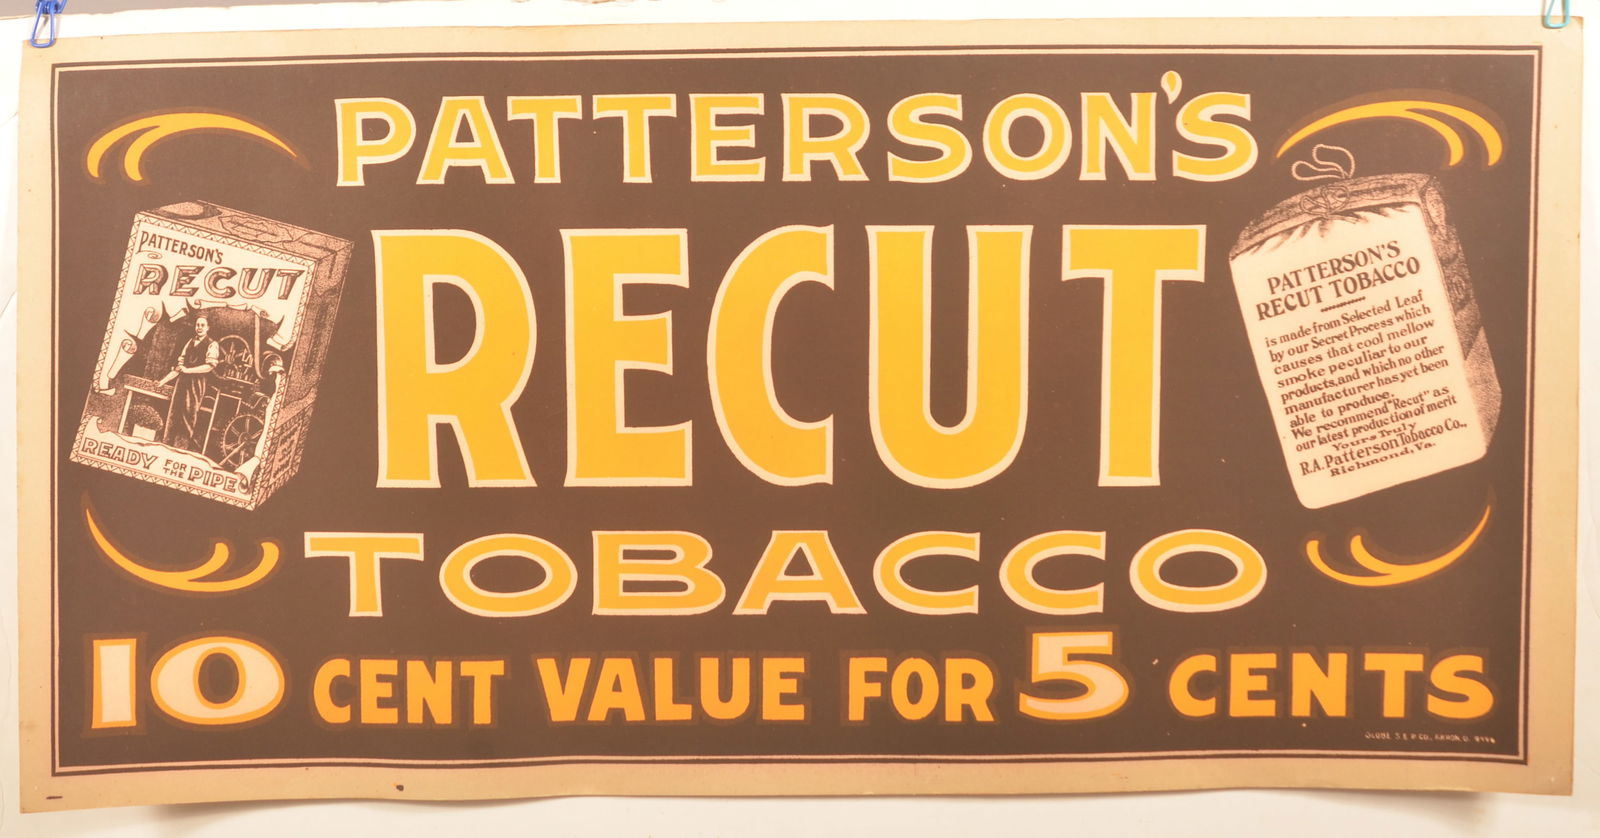 PATTERSON'S
RECUT
TOBACCO
10 CENT VALUE FOR 5 CENTS
PATTERSON'S
RECUT
READY FOR THE PIPE
PATTERSON'S
RECUT TOBACCO
is made from Selected Leaf
by our Secret Process which
causes that cool mellow
smoke peculiar to our
products, and which no other
manufacturer has yet been
able to produce.
We recommend "Recut" as
our latest production of merit
Yours Truly
R.A. Patterson Tobacco Co.,
Richmond, Va.
GLOBE S E P CO., AKRON, O.